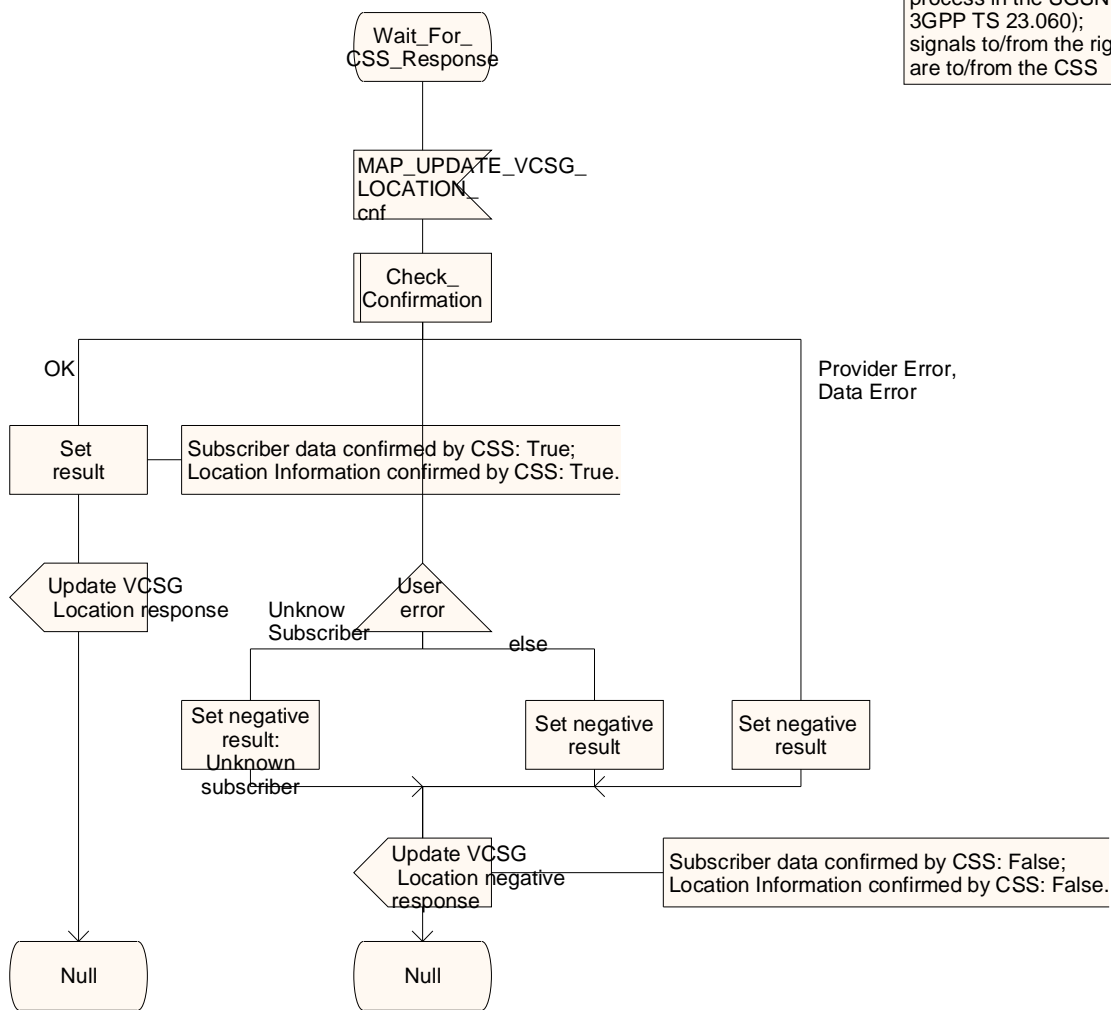 process in the SGSN
3GPP TS 23.060);
signals to/from the rig
are to/from the CSS
Wait_For_
CSS_Response
MAP_UPDATE_VCSG_
LOCATION_
cnf
Check_
Confirmation
OK
Provider Error,
Data Error
Set
result
Subscriber data confirmed by CSS: True;
Location Information confirmed by CSS: True.
Update VCSG
Location response
User
error
Unknow
Subscriber
else
Set negative
result:
Unknown
subscriber
Set negative
result
Set negative
result
Update VCSG
Location negative
response
Subscriber data confirmed by CSS: False;
Location Information confirmed by CSS: False.
Null
Null